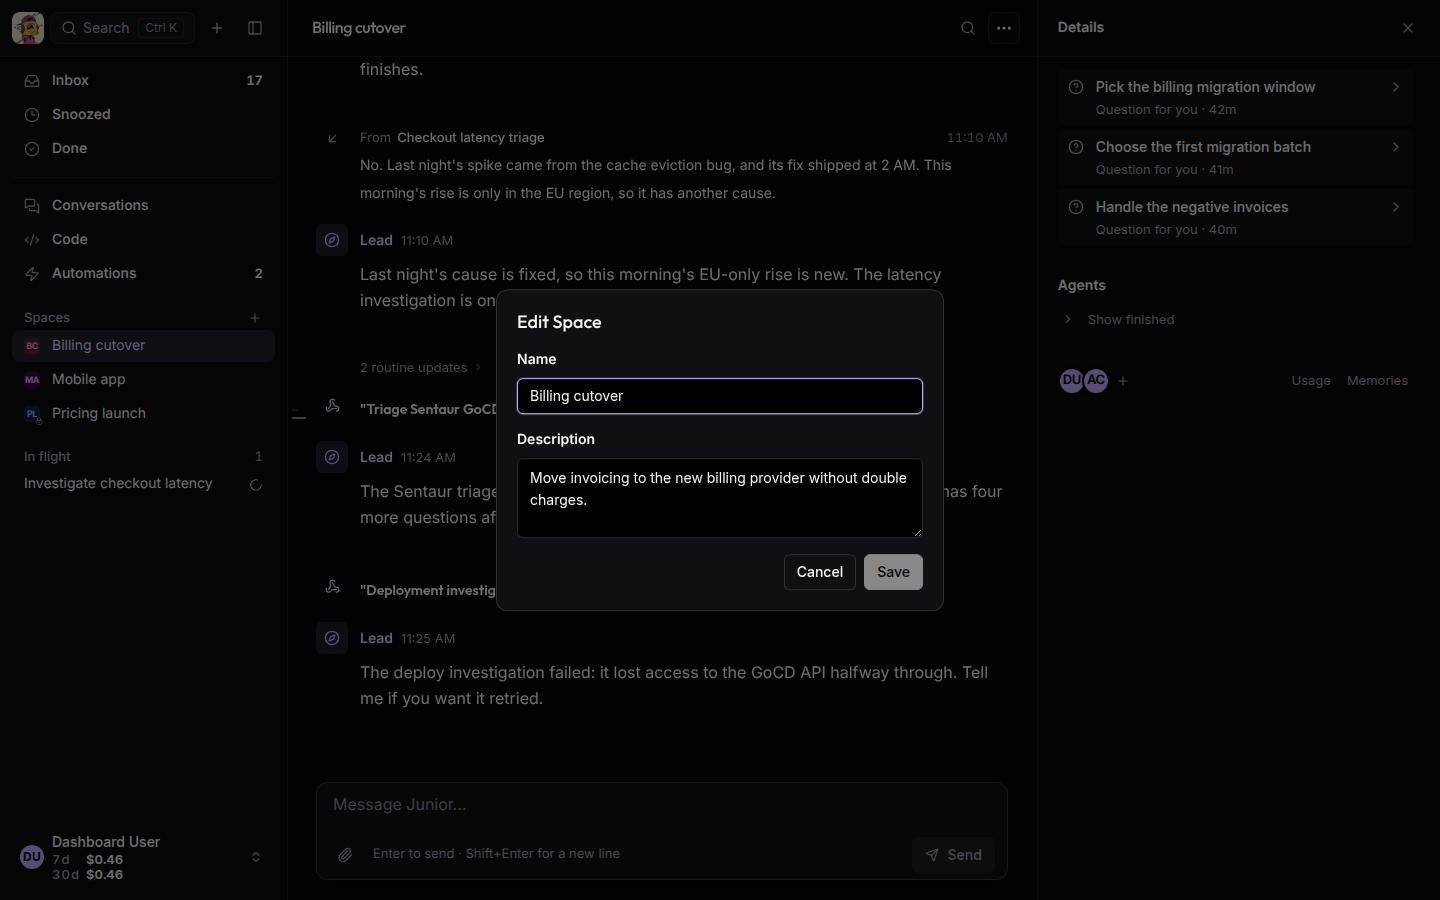 Search Ctrl K
Inbox 17
Snoozed
Done
Conversations
Code
Automations 2
Spaces
BC Billing cutover
MA Mobile app
PL Pricing launch
In flight 1
Investigate checkout latency
DU Dashboard User
7d $0.46
30d $0.46
Billing cutover
finishes.
From Checkout latency triage 11:10 AM
No. Last night's spike came from the cache eviction bug, and its fix shipped at 2 AM. This
morning's rise is only in the EU region, so it has another cause.
Lead 11:10 AM
Last night's cause is fixed, so this morning's EU-only rise is new. The latency
investigation is on
2 routine updates
"Triage Sentaur GoCD
Lead 11:24 AM
The Sentaur triage has four
more questions af
"Deployment investig
Lead 11:25 AM
The deploy investigation failed: it lost access to the GoCD API halfway through. Tell
me if you want it retried.
Message Junior...
Enter to send · Shift+Enter for a new line
Send
Edit Space
Name
Billing cutover
Description
Move invoicing to the new billing provider without double
charges.
Cancel Save
Details
Pick the billing migration window
Question for you · 42m
Choose the first migration batch
Question for you · 41m
Handle the negative invoices
Question for you · 40m
Agents
Show finished
DU AC Usage Memories